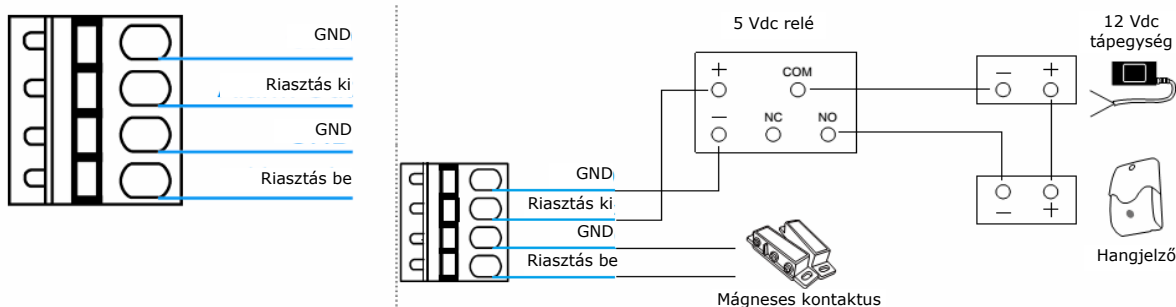 GND
Riasztás ki
GND
Riasztás be
5 Vdc relé
+
COM
−
NC
NO
12 Vdc
tápegység
− +
− +
Hangjelző
GND
Riasztás ki
GND
Riasztás be
Mágneses kontaktus